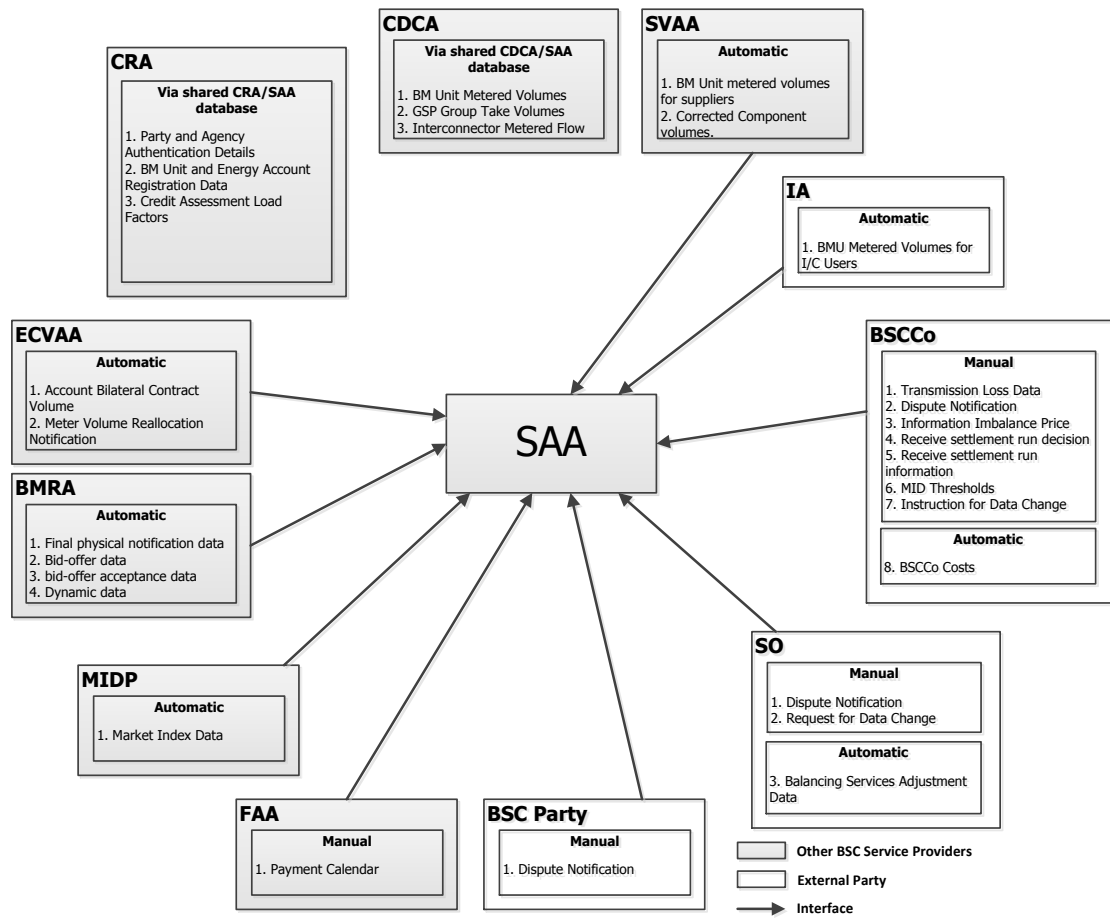 CRA
Via shared CRA/SAA
database
1. Party and Agency
Authentication Details
2. BM Unit and Energy Account
Registration Data
3. Credit Assessment Load
Factors
CDCA
Via shared CDCA/SAA
database
1. BM Unit Metered Volumes
2. GSP Group Take Volumes
3. Interconnector Metered Flow
SVAA
Automatic
1. BM Unit metered volumes
for suppliers
2. Corrected Component
volumes.
IA
Automatic
1. BMU Metered Volumes for
I/C Users
ECVAA
Automatic
1. Account Bilateral Contract
Volume
2. Meter Volume Reallocation
Notification
SAA
BSCCo
Manual
1. Transmission Loss Data
2. Dispute Notification
3. Information Imbalance Price
4. Receive settlement run decision
5. Receive settlement run
information
6. MID Thresholds
7. Instruction for Data Change
Automatic
8. BSCCo Costs
BMRA
Automatic
1. Final physical notification data
2. Bid-offer data
3. bid-offer acceptance data
4. Dynamic data
SO
Manual
1. Dispute Notification
2. Request for Data Change
Automatic
3. Balancing Services Adjustment
Data
MIDP
Automatic
1. Market Index Data
FAA
Manual
1. Payment Calendar
BSC Party
Manual
1. Dispute Notification
Other BSC Service Providers
External Party
Interface